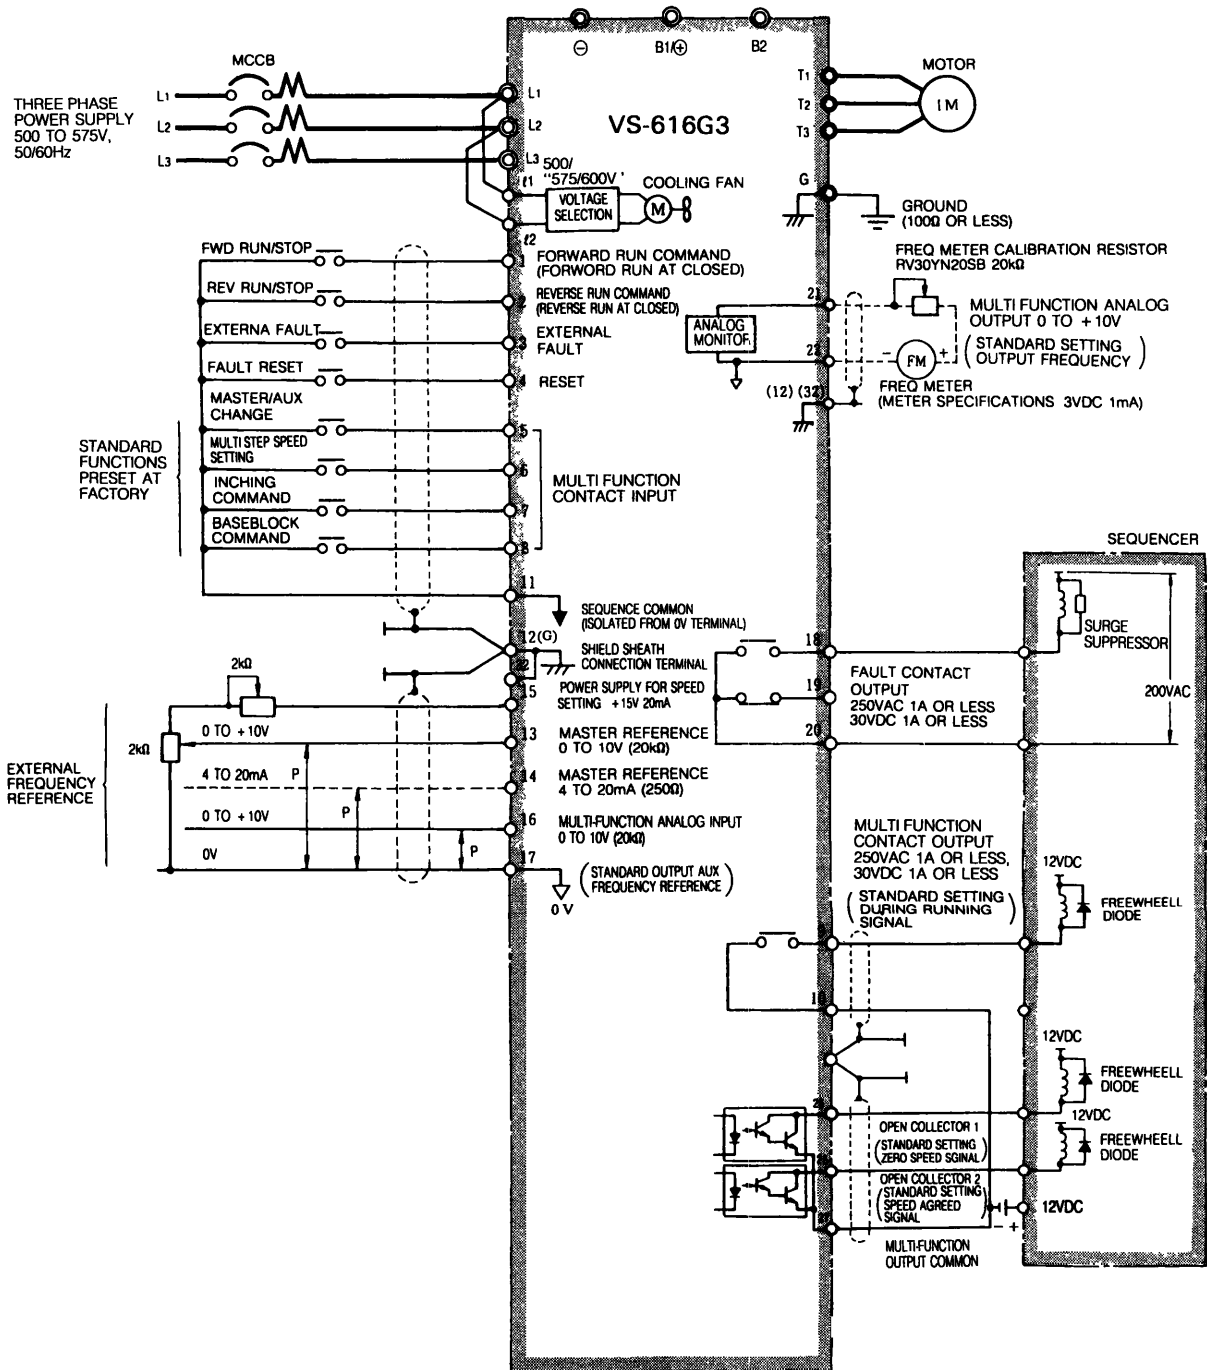 ⊖
B1/⊕
B2
MCCB
THREE PHASE
POWER SUPPLY
500 TO 575V,
50/60Hz
L1
L2
L3
L1
L2
L3
VS-616G3
T1
T2
T3
MOTOR
IM
500/
"575/600V'
ℓ1
ℓ2
VOLTAGE
SELECTION
COOLING FAN
M
G
GROUND
(100Ω OR LESS)
FWD RUN/STOP
1
FORWARD RUN COMMAND
(FORWORD RUN AT CLOSED)
REV RUN/STOP
2
REVERSE RUN COMMAND
(REVERSE RUN AT CLOSED)
EXTERNA FAULT
3
EXTERNAL
FAULT
FAULT RESET
4
RESET
MASTER/AUX
CHANGE
5
MULTI STEP SPEED
SETTING
6
INCHING
COMMAND
7
BASEBLOCK
COMMAND
8
STANDARD
FUNCTIONS
PRESET AT
FACTORY
MULTI FUNCTION
CONTACT INPUT
FREQ METER CALIBRATION RESISTOR
RV30YN20SB 20kΩ
21
ANALOG
MONITOR
22
MULTI FUNCTION ANALOG
OUTPUT 0 TO +10V
(STANDARD SETTING
OUTPUT FREQUENCY)
− FM +
(12) (32)
FREQ METER
(METER SPECIFICATIONS 3VDC 1mA)
11
SEQUENCE COMMON
(ISOLATED FROM 0V TERMINAL)
12(G)
SHIELD SHEATH
CONNECTION TERMINAL
15
POWER SUPPLY FOR SPEED
SETTING +15V 20mA
2kΩ
2kΩ
0 TO +10V
13
MASTER REFERENCE
0 TO 10V (20kΩ)
P
4 TO 20mA
14
MASTER REFERENCE
4 TO 20mA (250Ω)
P
0 TO +10V
16
MULTI-FUNCTION ANALOG INPUT
0 TO 10V (20kΩ)
P
0V
17
(STANDARD OUTPUT AUX
FREQUENCY REFERENCE)
0 V
EXTERNAL
FREQUENCY
REFERENCE
SEQUENCER
SURGE
SUPPRESSOR
200VAC
18
19
20
FAULT CONTACT
OUTPUT
250VAC 1A OR LESS
30VDC 1A OR LESS
MULTI FUNCTION
CONTACT OUTPUT
250VAC 1A OR LESS,
30VDC 1A OR LESS
(STANDARD SETTING
DURING RUNNING
SIGNAL)
12VDC
FREEWHEELL
DIODE
10
12VDC
FREEWHEELL
DIODE
OPEN COLLECTOR 1
(STANDARD SETTING
ZERO SPEED SGINAL)
12VDC
FREEWHEELL
DIODE
OPEN COLLECTOR 2
(STANDARD SETTING
SPEED AGREED
SIGNAL)
12VDC
− +
27
MULTI-FUNCTION
OUTPUT COMMON